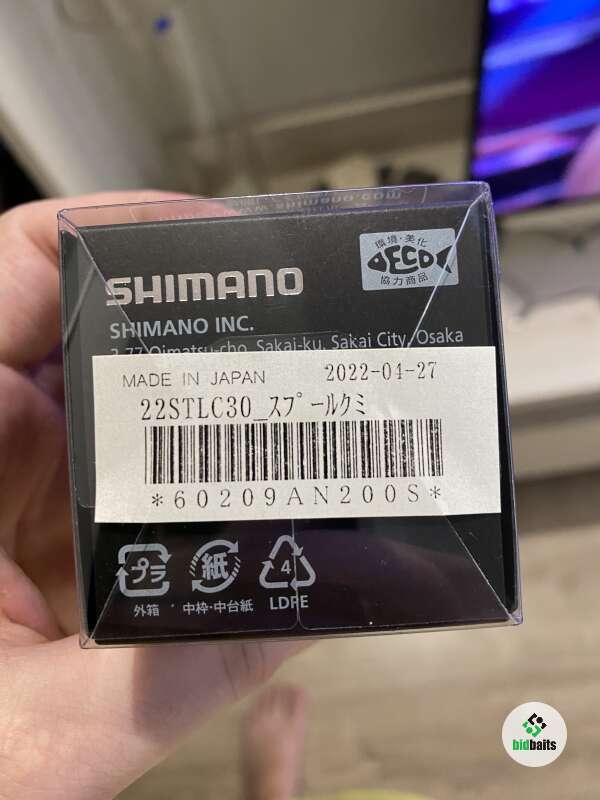 環境・美化
ECO
協力商品
SHIMANO
SHIMANO INC.
Oimatsu-cho, Sakai-ku, Sakai City, Osaka
MADE IN JAPAN 2022-04-27
22STLC30_スプールクミ
*60209AN200S*
プラ 紙 4
外箱 中枠・中台紙 LDPE
bidbaits